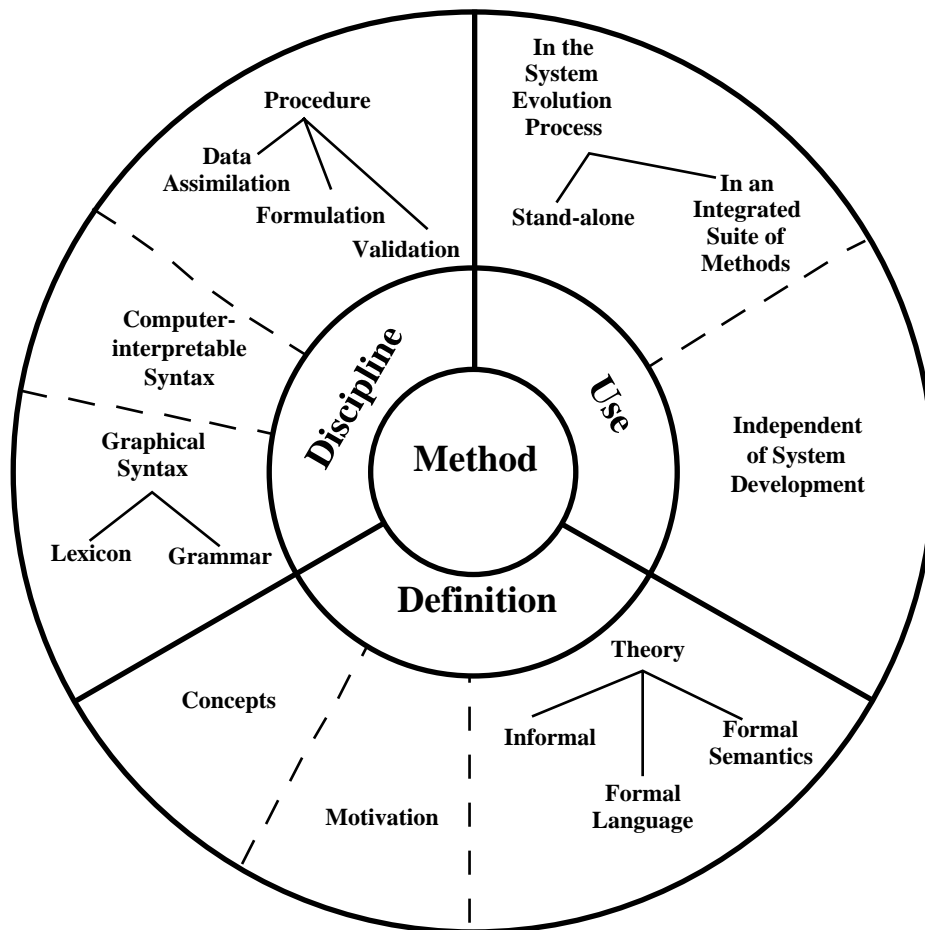 In the
System
Evolution
Process
Procedure
Data
Assimilation
Formulation
Validation
Stand-alone
In an
Integrated
Suite of
Methods
Computer-
interpretable
Syntax
Discipline
Use
Method
Independent
of System
Development
Graphical
Syntax
Lexicon
Grammar
Definition
Theory
Concepts
Informal
Formal
Semantics
Formal
Language
Motivation